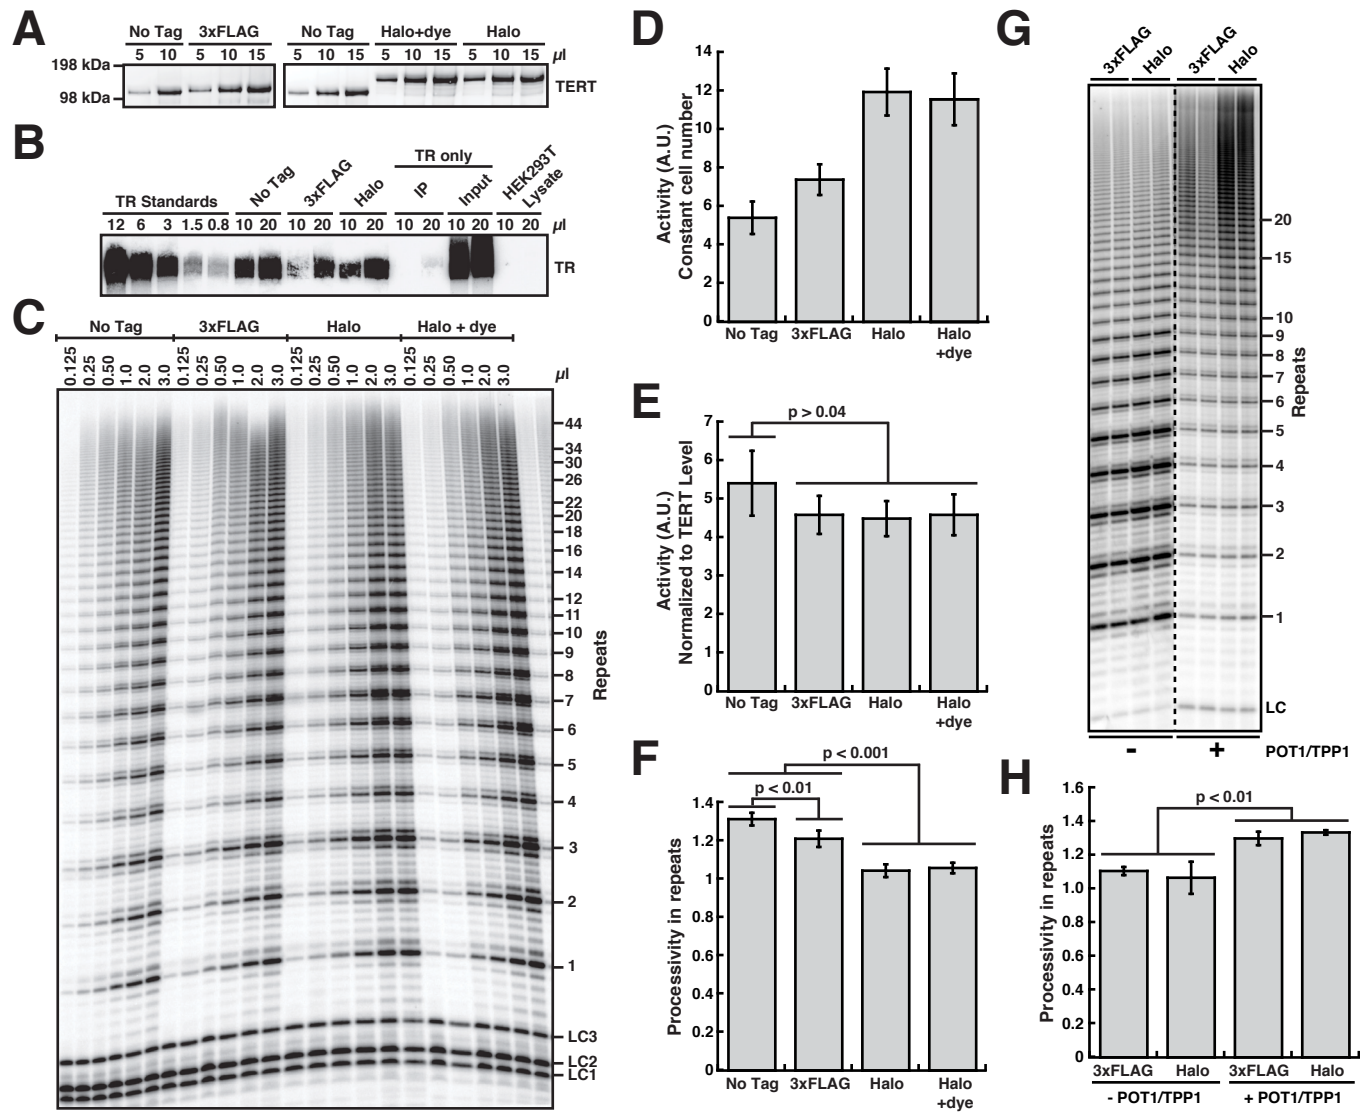 A
No Tag 3xFLAG No Tag Halo+dye Halo
5 10 5 10 15 5 10 15 5 10 15 5 10 15 µl
198 kDa
98 kDa
TERT
B
TR Standards No Tag 3xFLAG Halo TR only HEK293T Lysate
IP Input
12 6 3 1.5 0.8 10 20 10 20 10 20 10 20 10 20 10 20 µl
TR
C
No Tag 3xFLAG Halo Halo + dye
0.125 0.25 0.50 1.0 2.0 3.0 0.125 0.25 0.50 1.0 2.0 3.0 0.125 0.25 0.50 1.0 2.0 3.0 0.125 0.25 0.50 1.0 2.0 3.0 µl
44
34
30
26
22
20
18
16
14
12
11
10
9
8
7
6
5
4
3
2
1
Repeats
LC3
LC2
LC1
D
Activity (A.U.)
Constant cell number
14
12
10
8
6
4
2
0
No Tag 3xFLAG Halo Halo
+dye
E
Activity (A.U.)
Normalized to TERT Level
7
6
5
4
3
2
1
0
p > 0.04
No Tag 3xFLAG Halo Halo
+dye
F
Processivity in repeats
1.4
1.2
1
0.8
0.6
0.4
0.2
0
p < 0.001
p < 0.01
No Tag 3xFLAG Halo Halo
+dye
G
3xFLAG Halo 3xFLAG Halo
20
15
10
9
8
7
6
5
4
3
2
1
Repeats
LC
- + POT1/TPP1
H
Processivity in repeats
1.6
1.4
1.2
1.0
0.8
0.6
0.4
0.2
0
p < 0.01
3xFLAG Halo 3xFLAG Halo
- POT1/TPP1 + POT1/TPP1